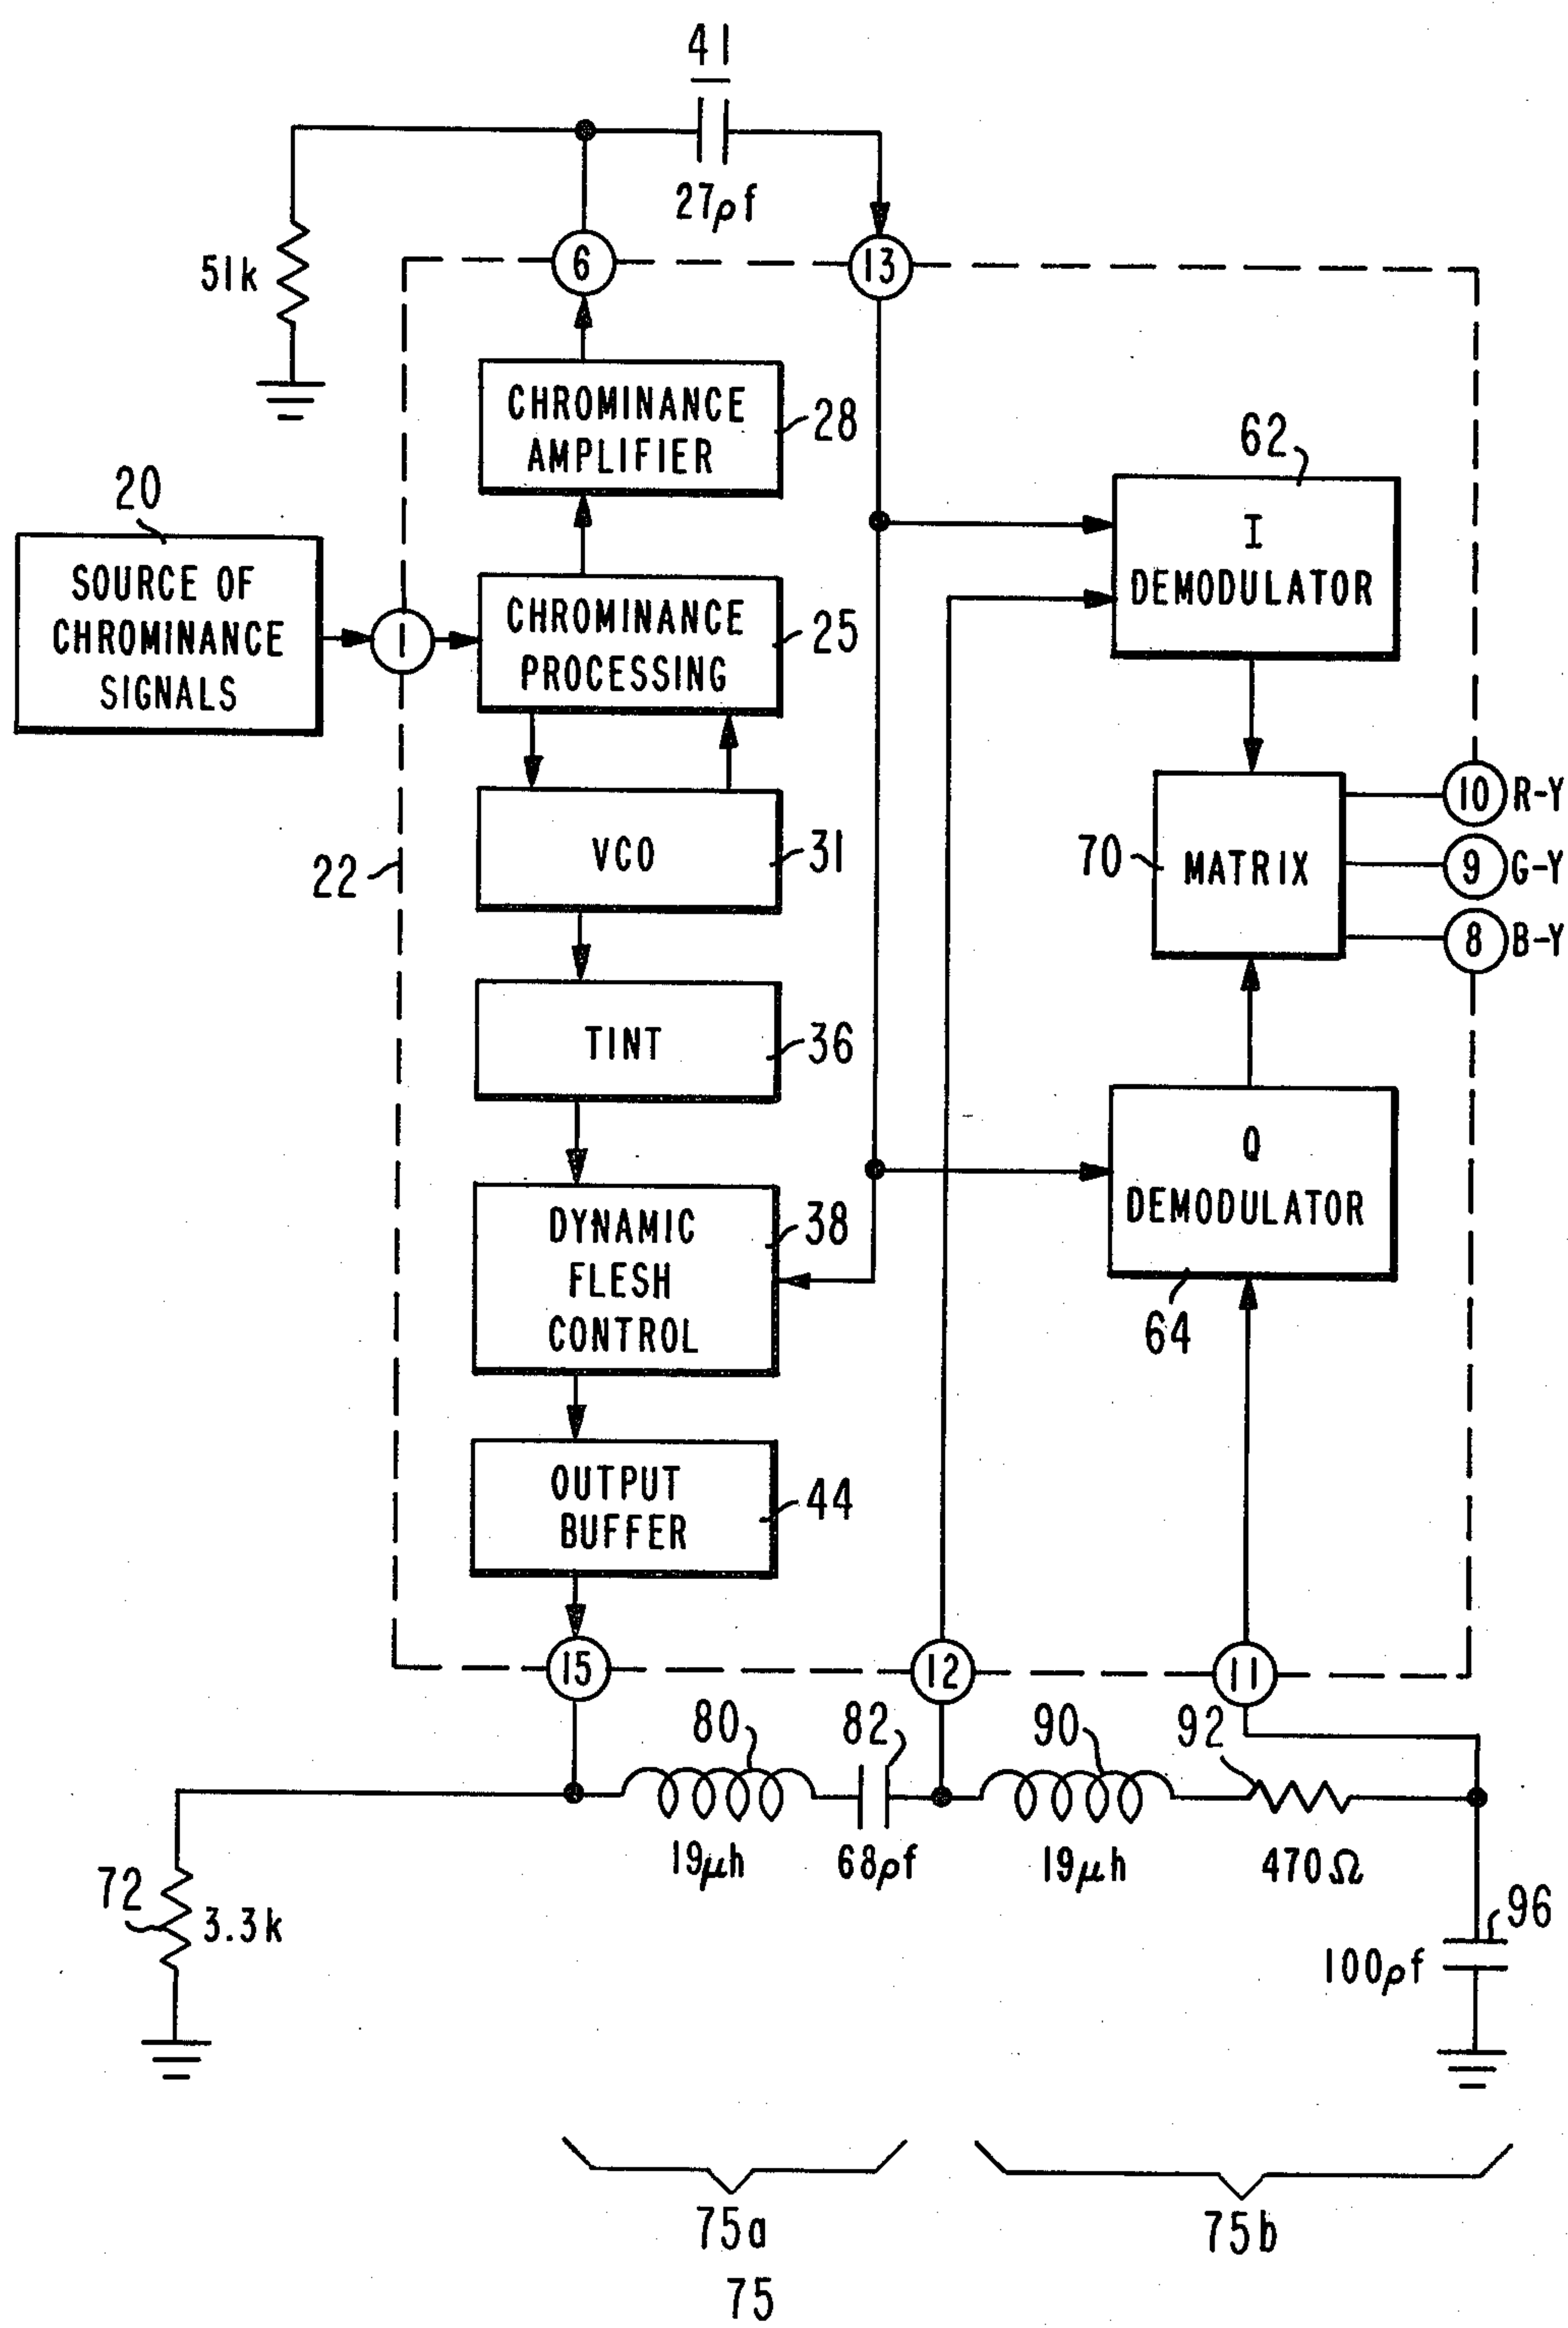 41
27pf
51k
6
13
CHROMINANCE
AMPLIFIER
28
62
20
SOURCE OF
CHROMINANCE
SIGNALS
1
CHROMINANCE
PROCESSING
25
I
DEMODULATOR
22
VCO
31
70
MATRIX
10 R-Y
9 G-Y
8 B-Y
TINT
36
Q
DEMODULATOR
64
DYNAMIC
FLESH
CONTROL
38
OUTPUT
BUFFER
44
15
12
11
80
82
90
92
19μh
68pf
19μh
470Ω
72
3.3k
96
100pf
75a
75b
75